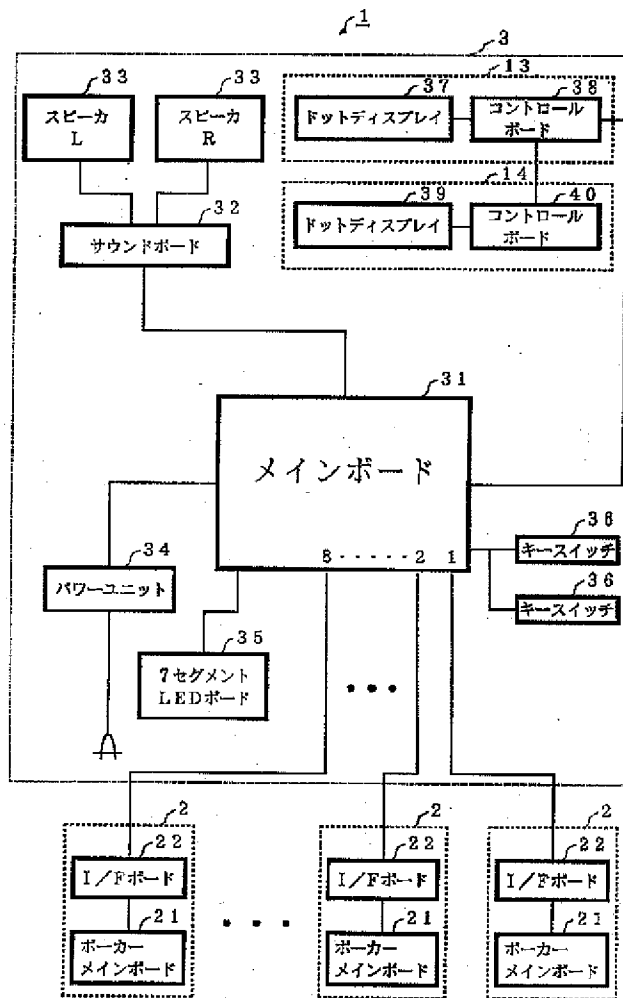 1
3
33
33
13
37
38
スピーカ
L
スピーカ
R
ドットディスプレイ
コントロール
ボード
14
39
40
32
サウンドボード
ドットディスプレイ
コントロール
ボード
31
メインボード
8・・・・・2 1
36
キースイッチ
34
36
パワーユニット
キースイッチ
35
7セグメント
LEDボード
・・・
2
2
2
22
22
22
I/Fボード
I/Fボード
I/Fボード
21
21
21
・・・
ポーカー
メインボード
ポーカー
メインボード
ポーカー
メインボード